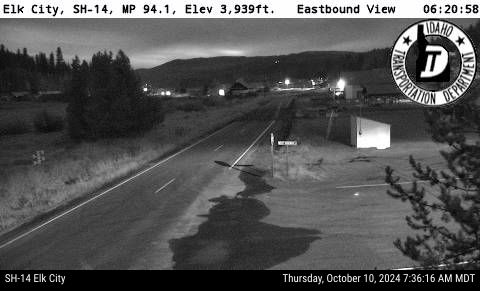 Elk City, SH-14, MP 94.1, Elev 3,939ft. Eastbound View 06:20:58
IDAHO
TRANSPORTATION DEPARTMENT
SH-14 Elk City Thursday, October 10, 2024 7:36:16 AM MDT